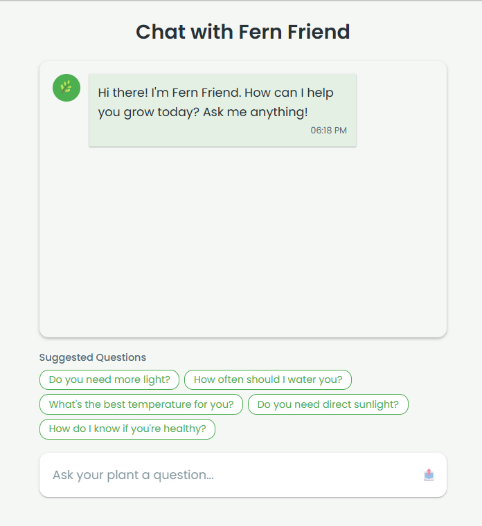 Chat with Fern Friend
Hi there! I'm Fern Friend. How can I help
you grow today? Ask me anything!
06:18 PM
Suggested Questions
Do you need more light?
How often should I water you?
What's the best temperature for you?
Do you need direct sunlight?
How do I know if you're healthy?
Ask your plant a question...